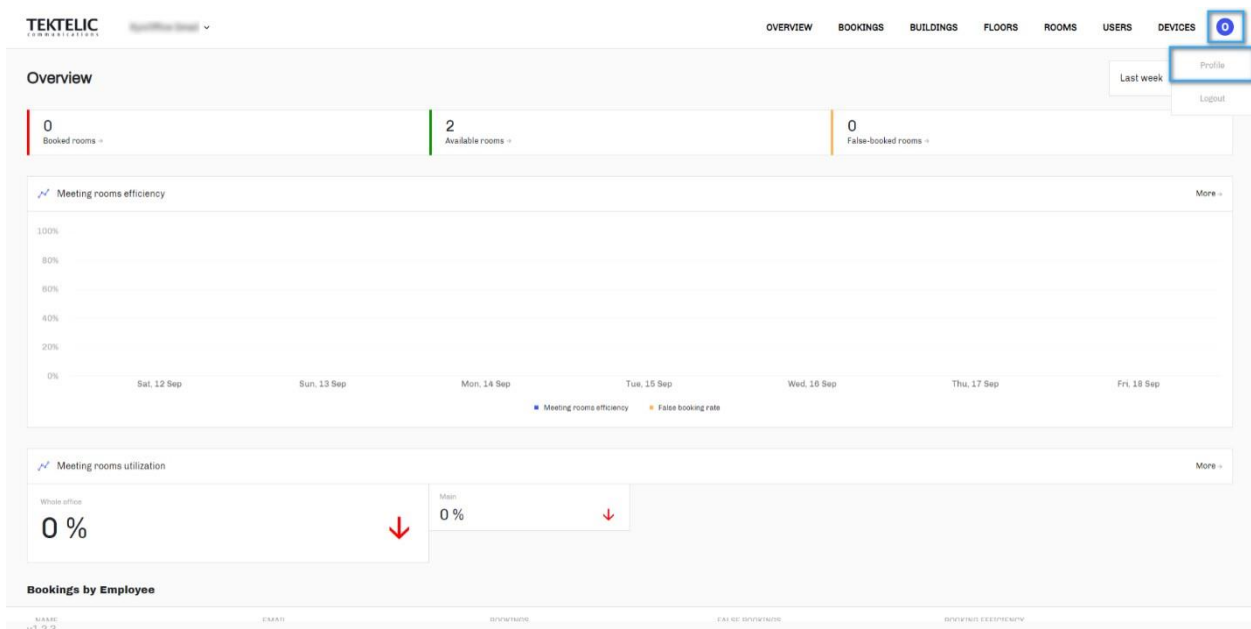 TEKTELIC
communications
OVERVIEW BOOKINGS BUILDINGS FLOORS ROOMS USERS DEVICES O
Profile
Logout
Overview
Last week
0
Booked rooms →
2
Available rooms →
0
False-booked rooms →
Meeting rooms efficiency
More →
100%
80%
60%
40%
20%
0%
Sat, 12 Sep Sun, 13 Sep Mon, 14 Sep Tue, 15 Sep Wed, 16 Sep Thu, 17 Sep Fri, 18 Sep
Meeting rooms efficiency False booking rate
Meeting rooms utilization
More →
Whole office
0 %
Main
0 %
Bookings by Employee
NAME EMAIL BOOKINGS FALSE BOOKINGS BOOKING EFFICIENCY